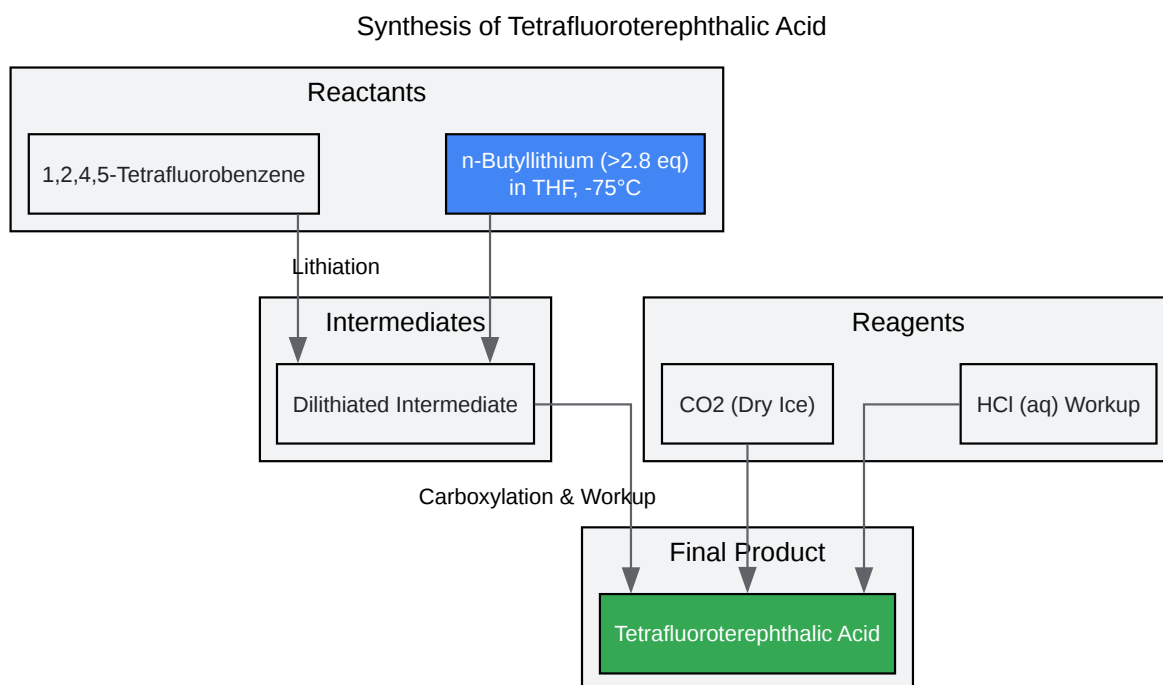 Synthesis of Tetrafluoroterephthalic Acid
Reactants
1,2,4,5-Tetrafluorobenzene
n-Butyllithium (>2.8 eq)
in THF, -75°C
Lithiation
Intermediates
Dilithiated Intermediate
Reagents
CO2 (Dry Ice)
HCl (aq) Workup
Carboxylation & Workup
Final Product
Tetrafluoroterephthalic Acid